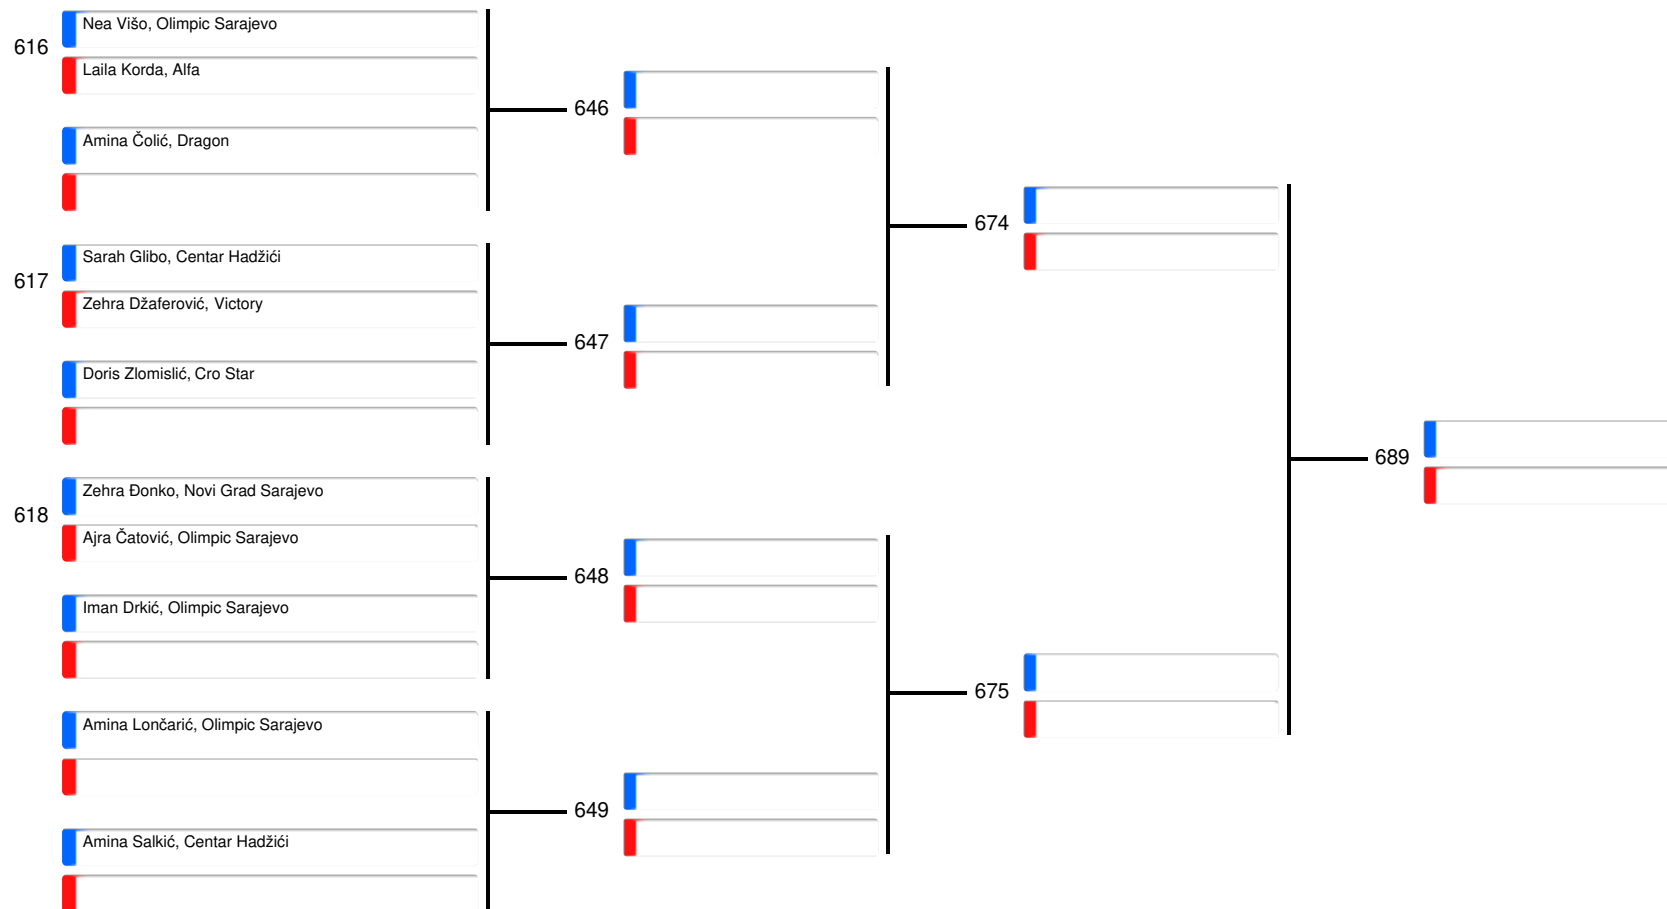 616
Nea Višo, Olimpic Sarajevo
Laila Korda, Alfa
Amina Čolić, Dragon
617
Sarah Glibo, Centar Hadžići
Zehra Džaferović, Victory
Doris Zlomislić, Cro Star
618
Zehra Đonko, Novi Grad Sarajevo
Ajra Čatović, Olimpic Sarajevo
Iman Drkić, Olimpic Sarajevo
Amina Lončarić, Olimpic Sarajevo
Amina Salkić, Centar Hadžići
646
647
648
649
674
675
689